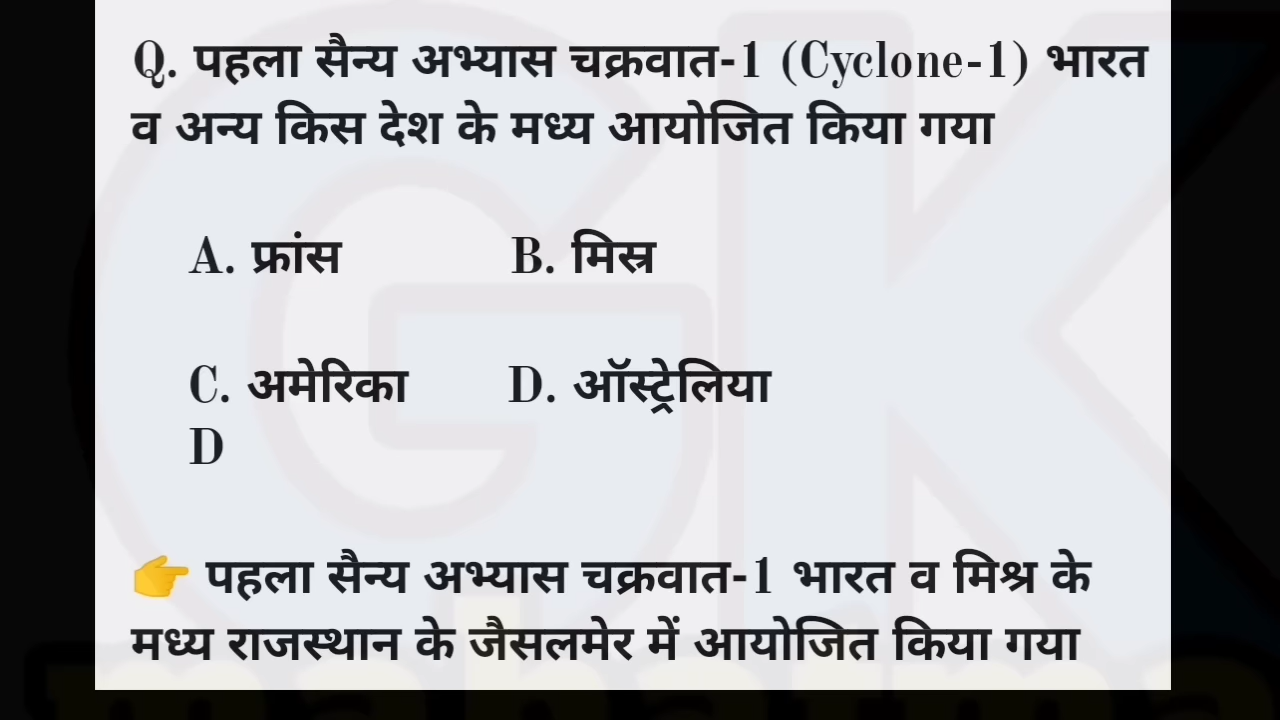 Q. पहला सैन्य अभ्यास चक्रवात-1 (Cyclone-1) भारत
व अन्य किस देश के मध्य आयोजित किया गया
A. फ्रांस B. मिस्र
C. अमेरिका D. ऑस्ट्रेलिया
D
👉 पहला सैन्य अभ्यास चक्रवात-1 भारत व मिश्र के
मध्य राजस्थान के जैसलमेर में आयोजित किया गया
GK